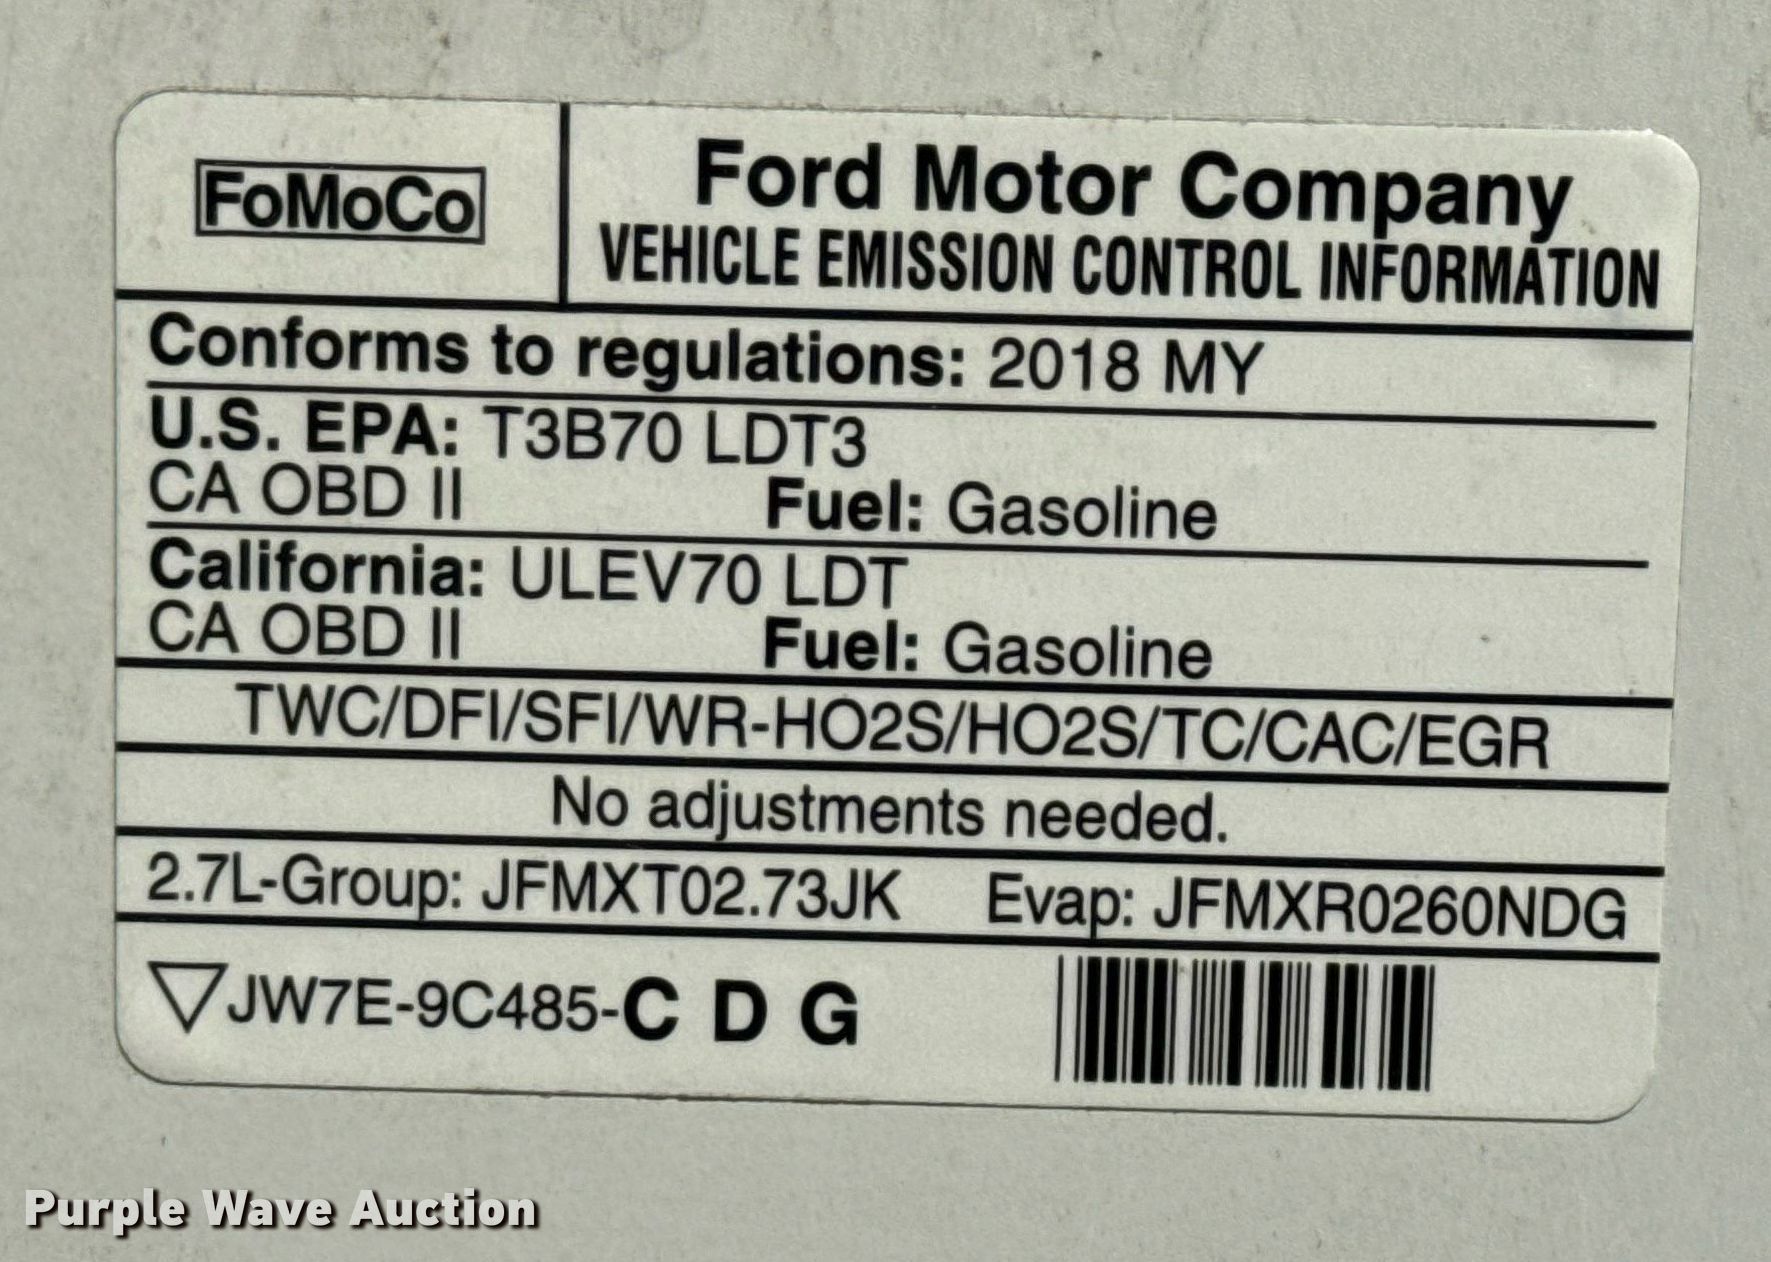 FoMoCo
Ford Motor Company
VEHICLE EMISSION CONTROL INFORMATION
Conforms to regulations: 2018 MY
U.S. EPA: T3B70 LDT3
CA OBD II Fuel: Gasoline
California: ULEV70 LDT
CA OBD II Fuel: Gasoline
TWC/DFI/SFI/WR-HO2S/HO2S/TC/CAC/EGR
No adjustments needed.
2.7L-Group: JFMXT02.73JK Evap: JFMXR0260NDG
JW7E-9C485-C D G
Purple Wave Auction